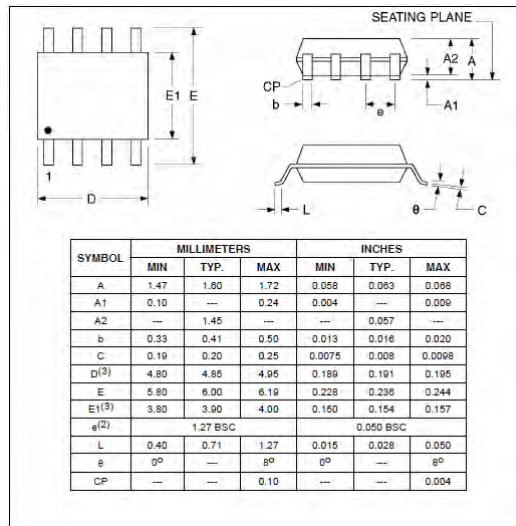 SEATING PLANE
E1 E
A2 A
CP
b
e
A1
1
D
L
θ
C
SYMBOL MILLIMETERS INCHES
MIN TYP. MAX MIN TYP. MAX
A 1.47 1.60 1.72 0.058 0.063 0.068
A1 0.10 --- 0.24 0.004 --- 0.009
A2 --- 1.45 --- --- 0.057 ---
b 0.33 0.41 0.50 0.013 0.016 0.020
C 0.19 0.20 0.25 0.0075 0.008 0.0098
D(3) 4.80 4.85 4.95 0.189 0.191 0.195
E 5.80 6.00 6.19 0.228 0.236 0.244
E1(3) 3.80 3.90 4.00 0.150 0.154 0.157
e(2) 1.27 BSC 0.050 BSC
L 0.40 0.71 1.27 0.015 0.028 0.050
θ 0° --- 8° 0° --- 8°
CP --- --- 0.10 --- --- 0.004